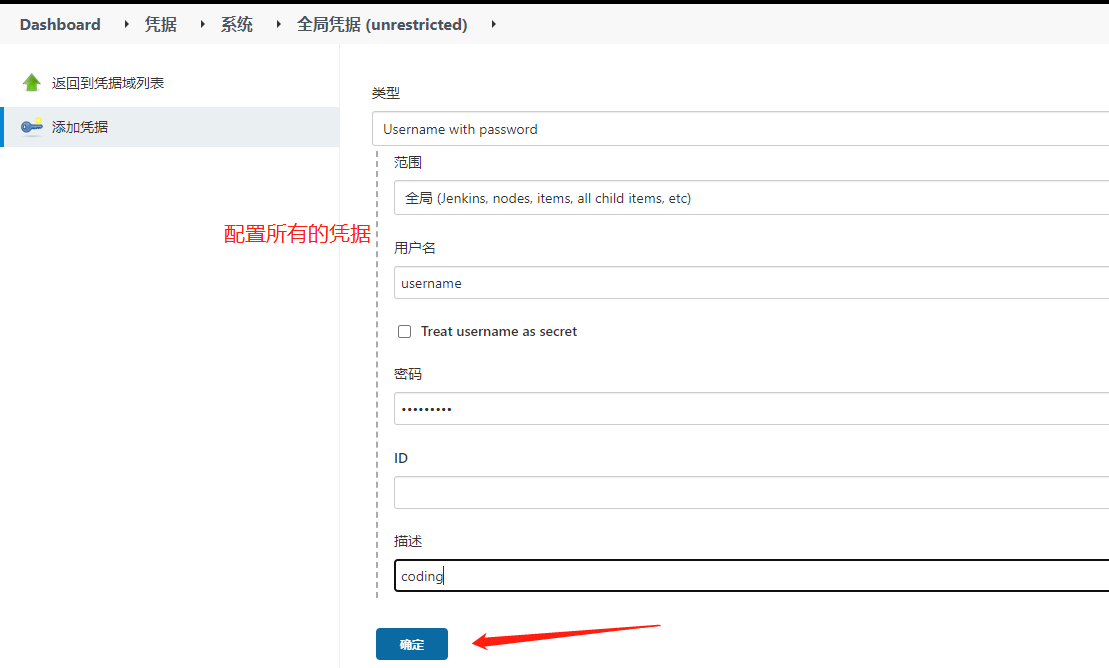 Dashboard 凭据 系统 全局凭据 (unrestricted)
返回到凭据域列表
添加凭据
类型
Username with password
范围
全局 (Jenkins, nodes, items, all child items, etc)
配置所有的凭据
用户名
username
Treat username as secret
密码
•••••••••
ID
描述
coding
确定